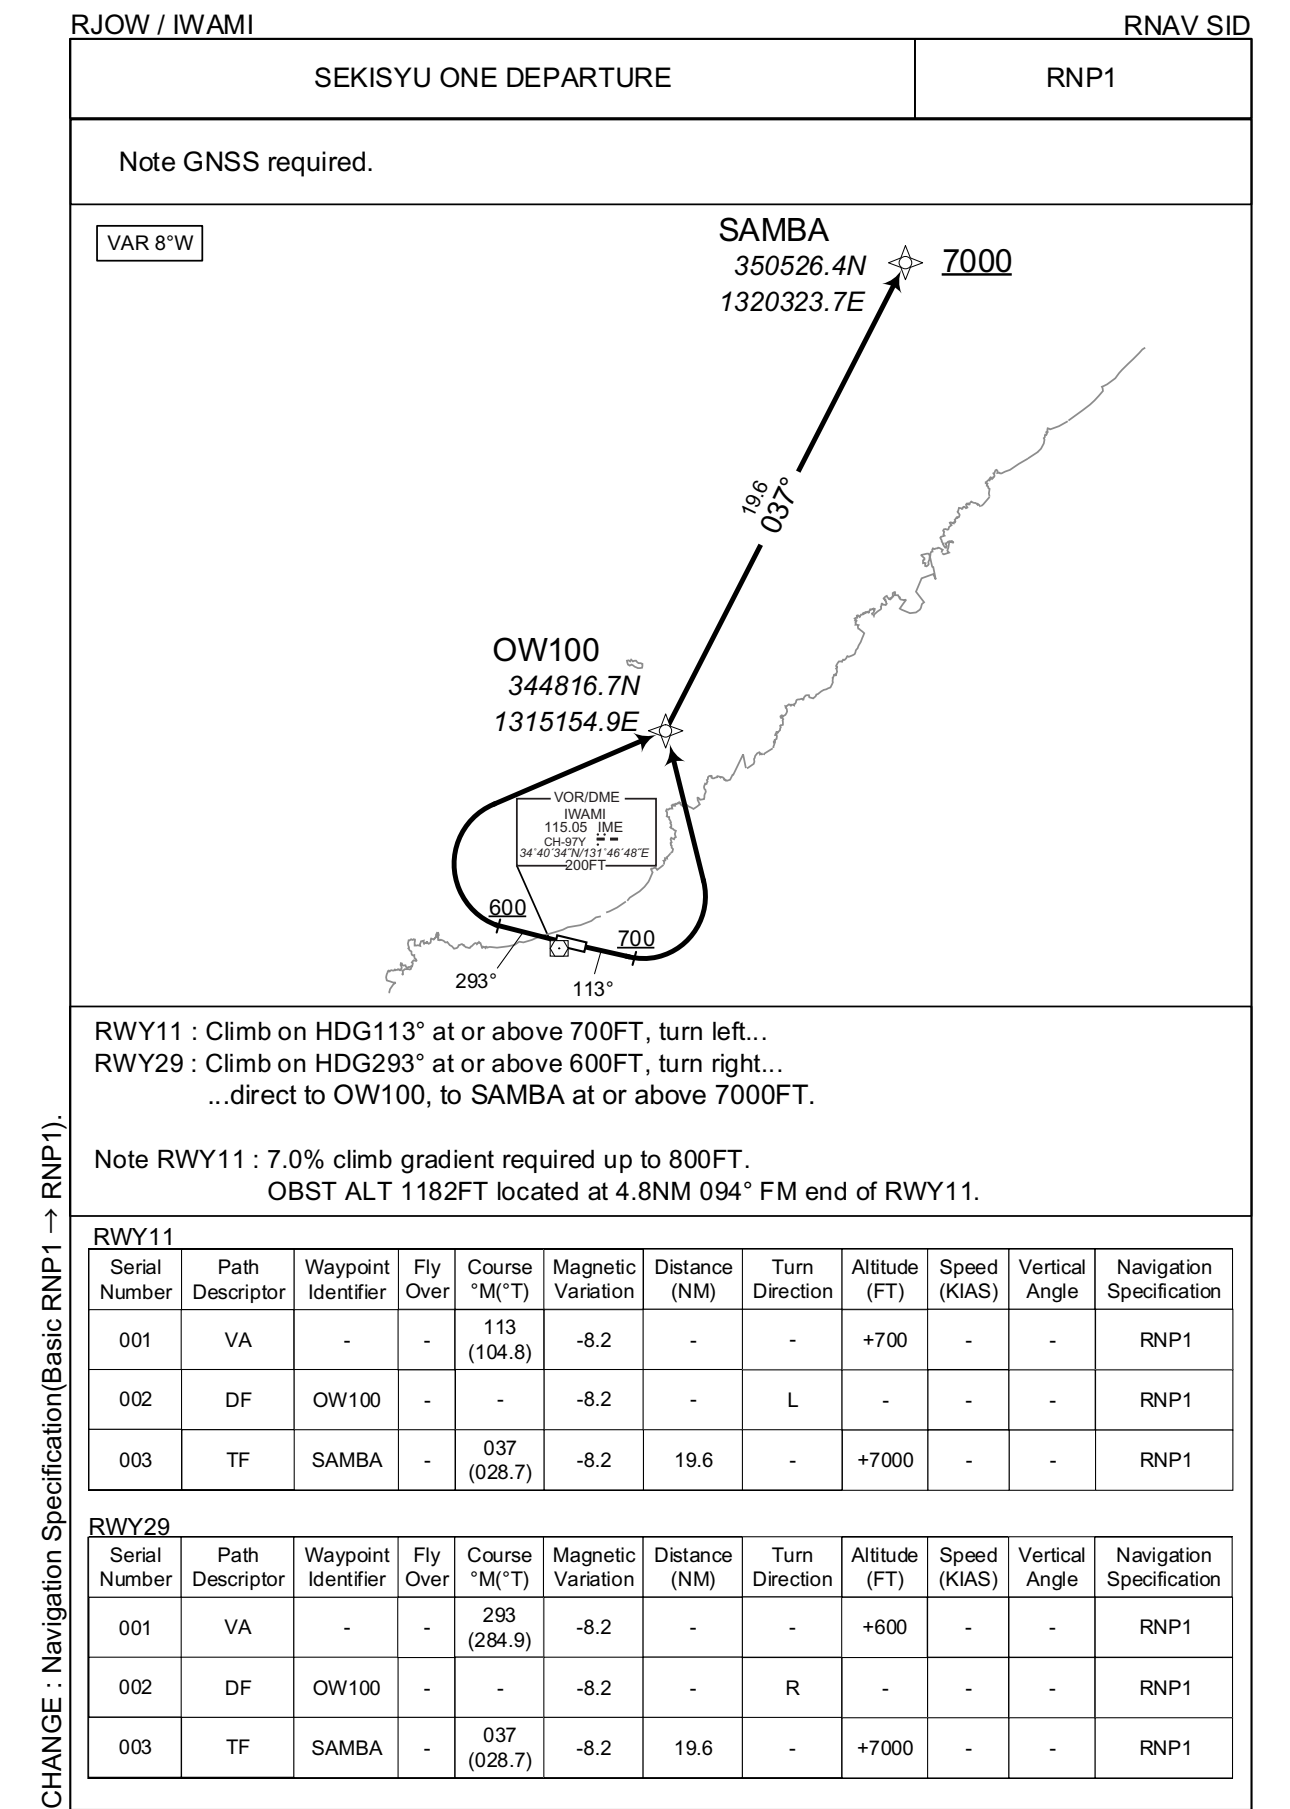 RJOW / IWAMI
RNAV SID
SEKISYU ONE DEPARTURE
RNP1
Note GNSS required.
VAR 8°W
SAMBA
350526.4N
1320323.7E
7000
19.6
037°
OW100
344816.7N
1315154.9E
VOR/DME
IWAMI
115.05 IME
CH-97Y
34°40′34″N/131°46′48″E
200FT
600
700
293°
113°
RWY11 : Climb on HDG113° at or above 700FT, turn left...
RWY29 : Climb on HDG293° at or above 600FT, turn right...
...direct to OW100, to SAMBA at or above 7000FT.
Note RWY11 : 7.0% climb gradient required up to 800FT.
OBST ALT 1182FT located at 4.8NM 094° FM end of RWY11.
CHANGE : Navigation Specification(Basic RNP1 → RNP1).
RWY11
Serial Number | Path Descriptor | Waypoint Identifier | Fly Over | Course °M(°T) | Magnetic Variation | Distance (NM) | Turn Direction | Altitude (FT) | Speed (KIAS) | Vertical Angle | Navigation Specification
001 | VA | - | - | 113 (104.8) | -8.2 | - | - | +700 | - | - | RNP1
002 | DF | OW100 | - | - | -8.2 | - | L | - | - | - | RNP1
003 | TF | SAMBA | - | 037 (028.7) | -8.2 | 19.6 | - | +7000 | - | - | RNP1
RWY29
Serial Number | Path Descriptor | Waypoint Identifier | Fly Over | Course °M(°T) | Magnetic Variation | Distance (NM) | Turn Direction | Altitude (FT) | Speed (KIAS) | Vertical Angle | Navigation Specification
001 | VA | - | - | 293 (284.9) | -8.2 | - | - | +600 | - | - | RNP1
002 | DF | OW100 | - | - | -8.2 | - | R | - | - | - | RNP1
003 | TF | SAMBA | - | 037 (028.7) | -8.2 | 19.6 | - | +7000 | - | - | RNP1